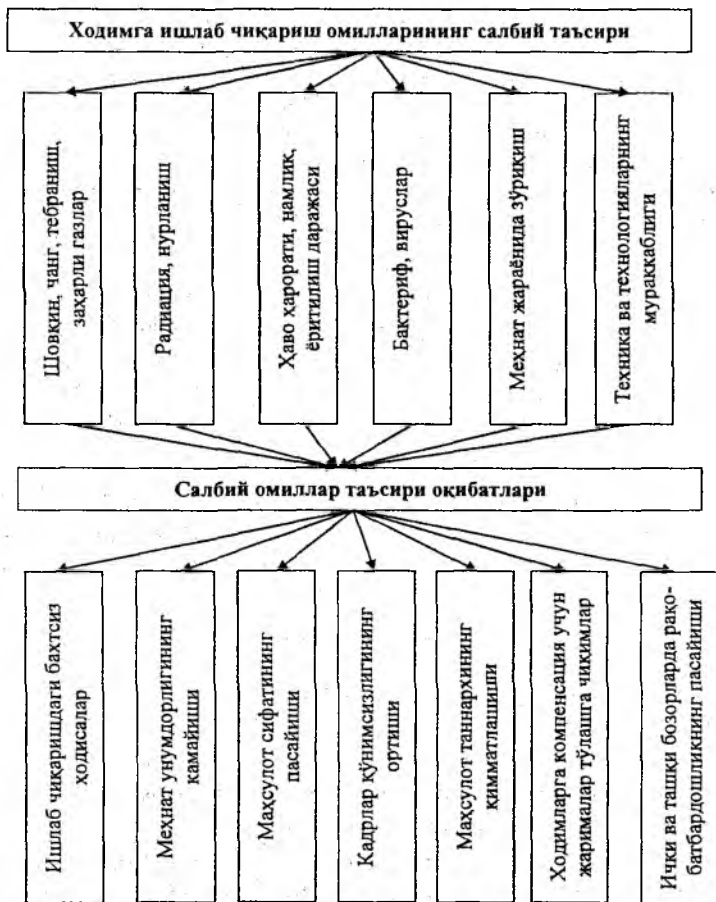 Ходимга ишлаб чиқариш омилларининг салбий таъсири
Шовкин, чанг, тебраниш,
заҳарли газлар
Радиация, нурланиш
Ҳаво ҳарорати, намлик,
ёритилиш даражаси
Бактериф, вируслар
Меҳнат жараёнида зўриқиш
Техника ва технологияларнинг
мураккаблиги
Салбий омиллар таъсири оқибатлари
Ишлаб чиқаришдаги бахтсиз
ҳодисалар
Меҳнат унумдорлигининг
камайиши
Маҳсулот сифатининг
пасайиши
Кадрлар қўнимсизлигининг
ортиши
Маҳсулот таннархининг
қимматлашиши
Ходимларга компенсация учун
жарималар тўлашга чиқимлар
Ички ва ташқи бозорларда рақо-
батбардошликнинг пасайиши